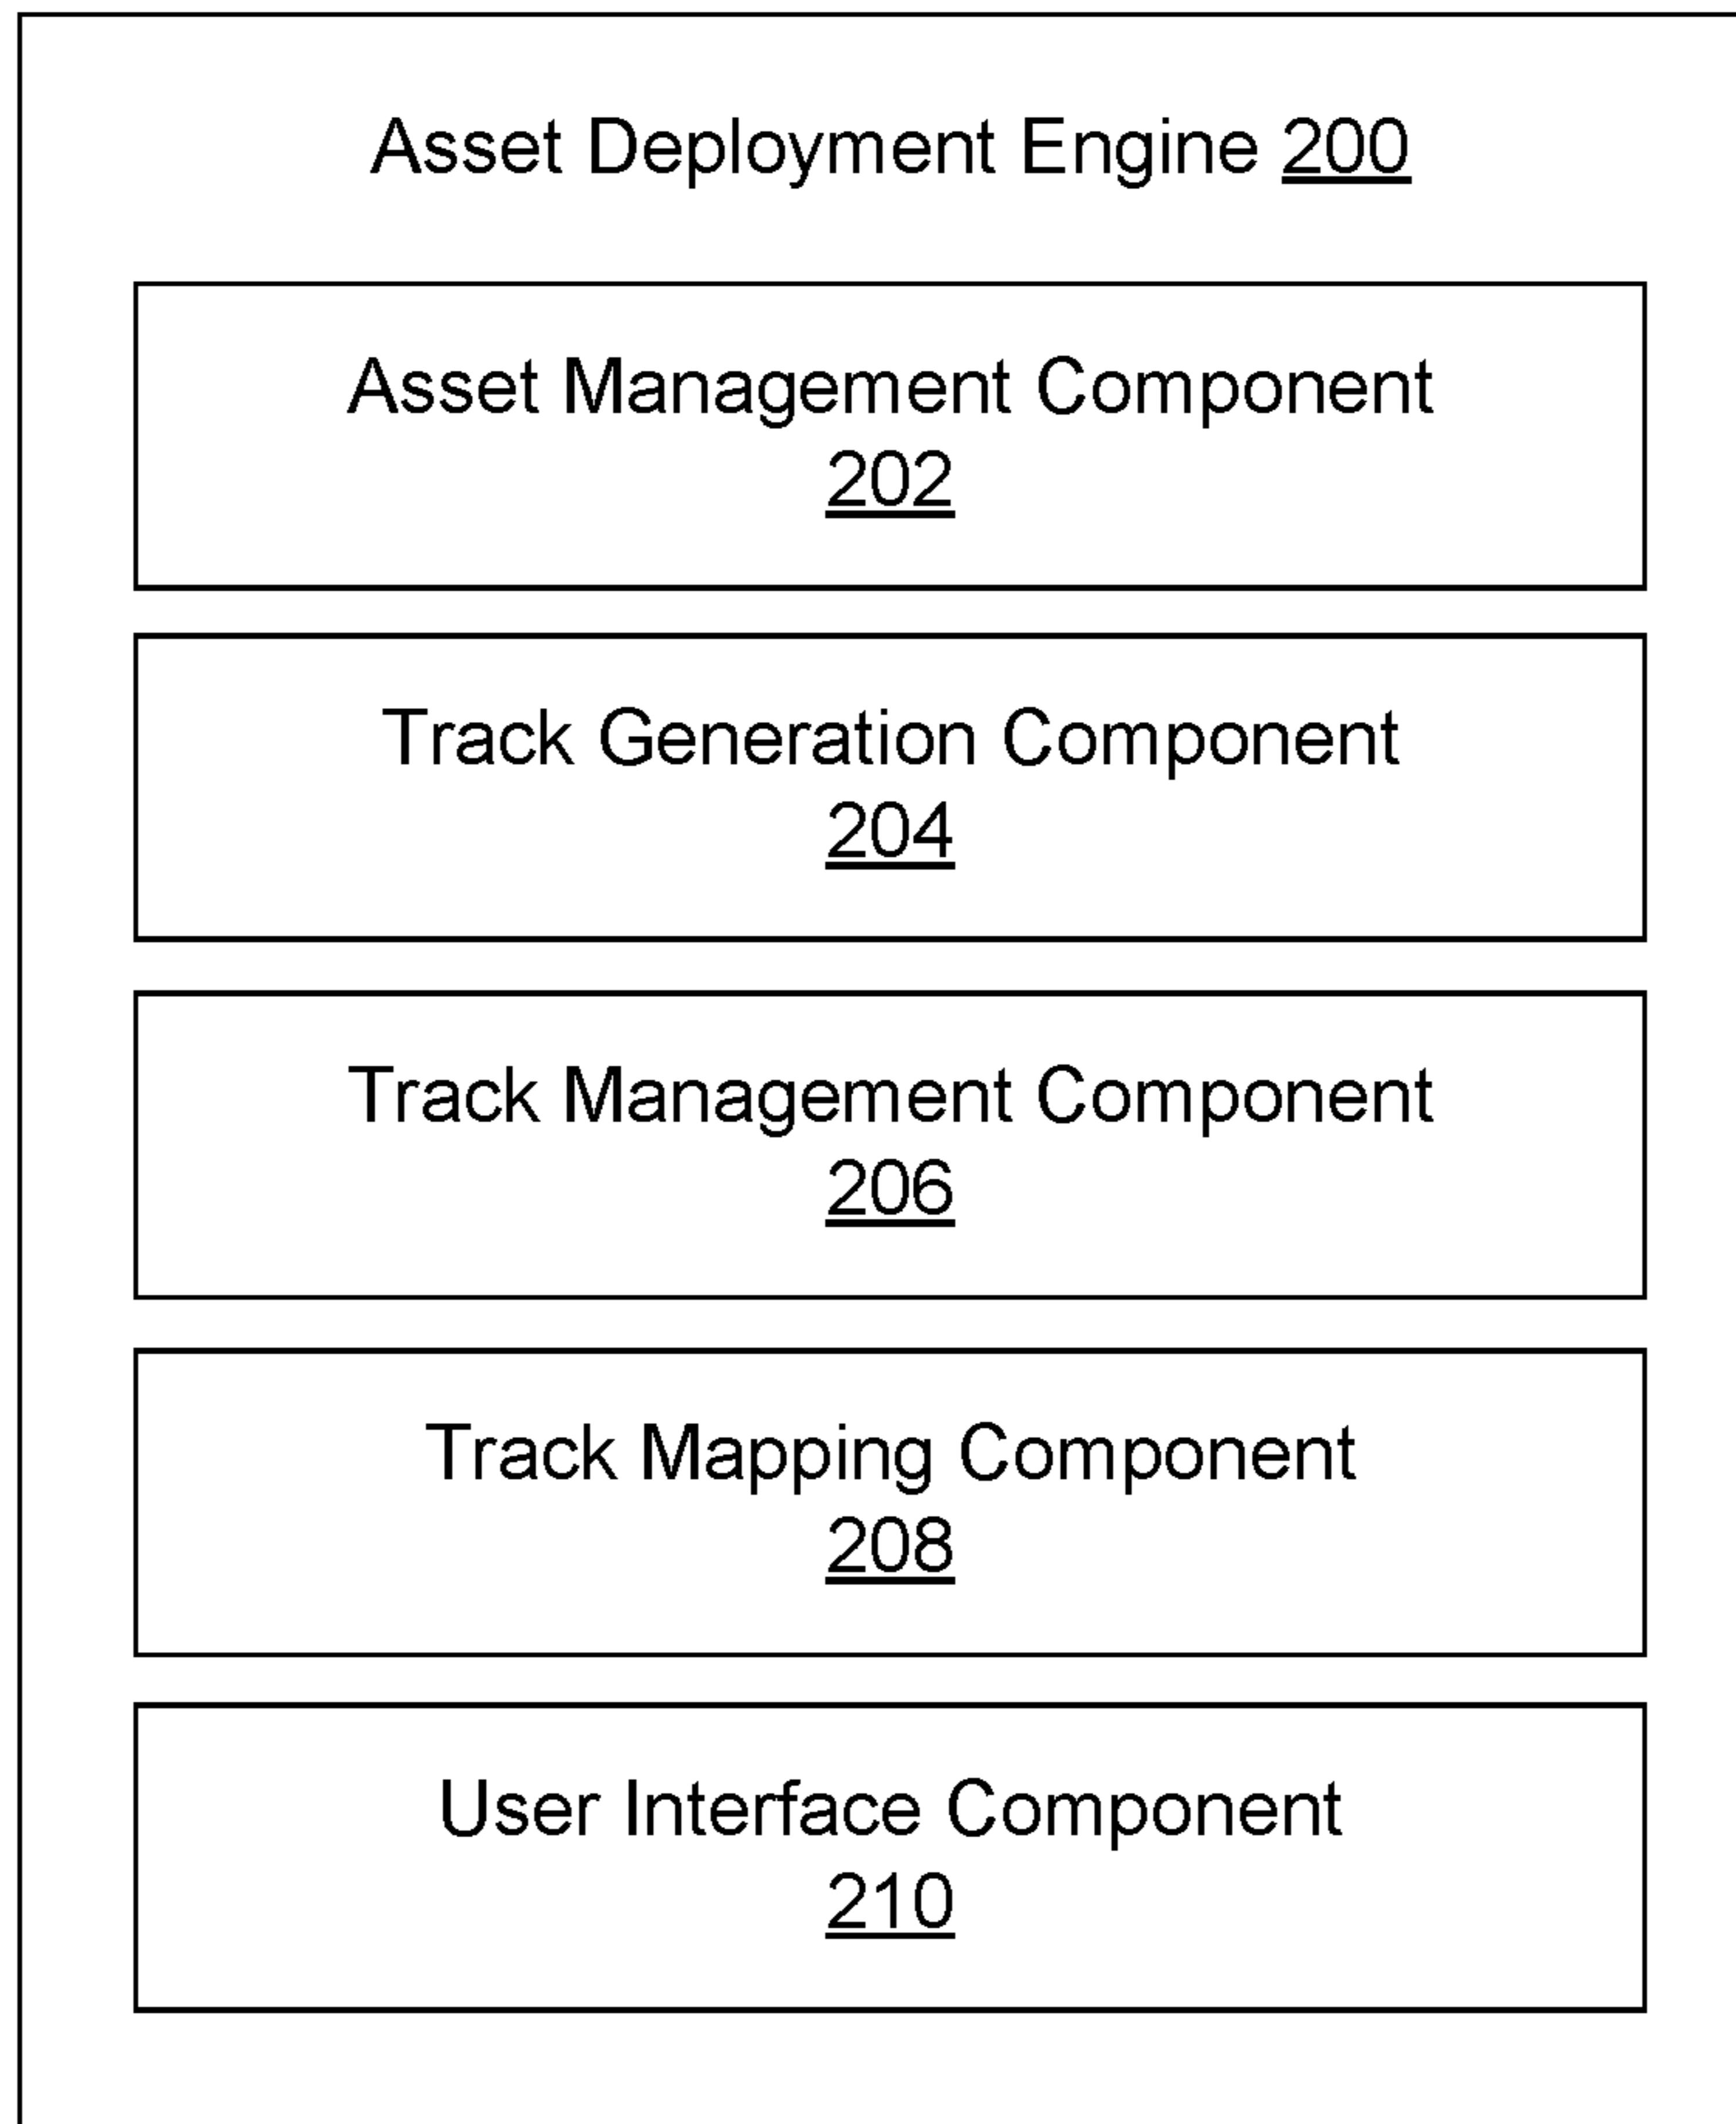 Asset Deployment Engine 200
Asset Management Component
202
Track Generation Component
204
Track Management Component
206
Track Mapping Component
208
User Interface Component
210